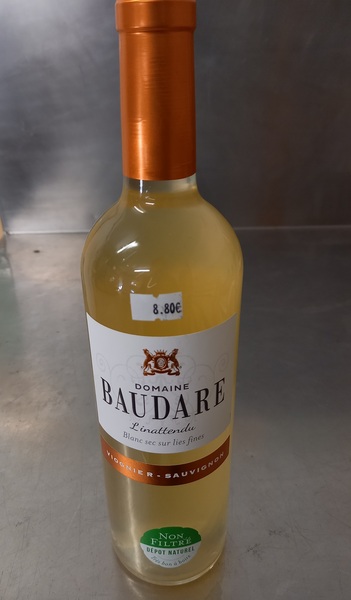 8.80€
DOMAINE
BAUDARE
L'inattendu
Blanc sec sur lies fines
VIOGNIER - SAUVIGNON
NON
FILTRÉ
DÉPÔT NATUREL